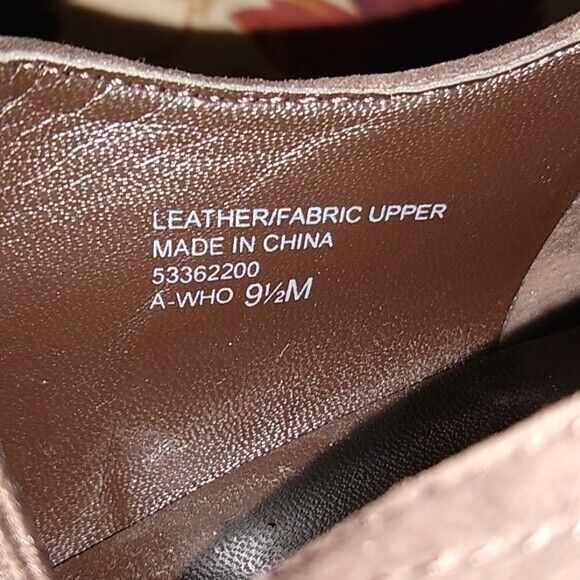 LEATHER/FABRIC UPPER
MADE IN CHINA
53362200
A-WHO 9½M